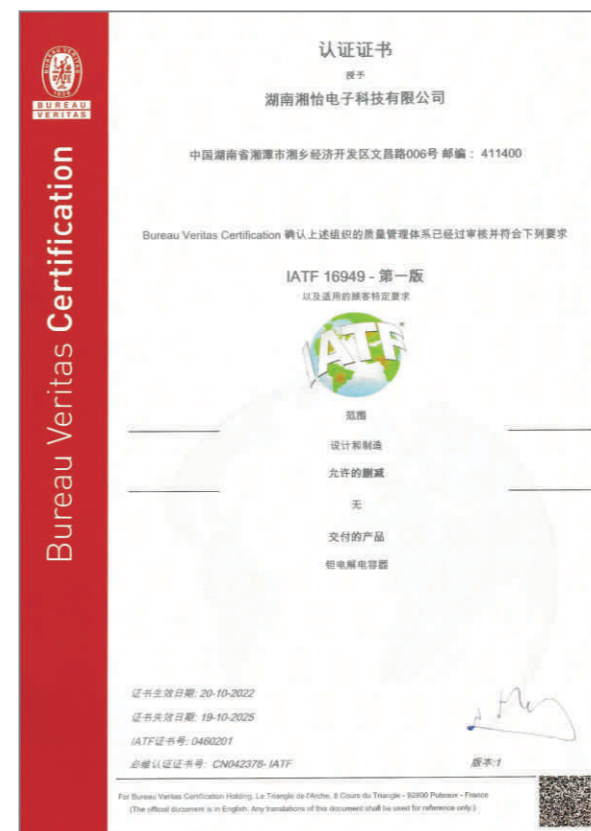 BUREAU VERITAS
1828
BUREAU
VERITAS
Bureau Veritas Certification
认证证书
授予
湖南湘怡电子科技有限公司
中国湖南省湘潭市湘乡经济开发区文昌路006号 邮编： 411400
Bureau Veritas Certification 确认上述组织的质量管理体系已经过审核并符合下列要求
IATF 16949 - 第一版
以及适用的顾客特定要求
IATF
范围
设计和制造
允许的删减
无
交付的产品
钽电解电容器
证书生效日期: 20-10-2022
证书失效日期: 19-10-2025
IATF证书号: 0460201
必维认证证书号: CN042378- IATF
版本:1
For Bureau Veritas Certification Holding, Le Triangle de l'Arche, 8 Cours du Triangle - 92800 Puteaux - France
(The official document is in English. Any translations of this document shall be used for reference only.)